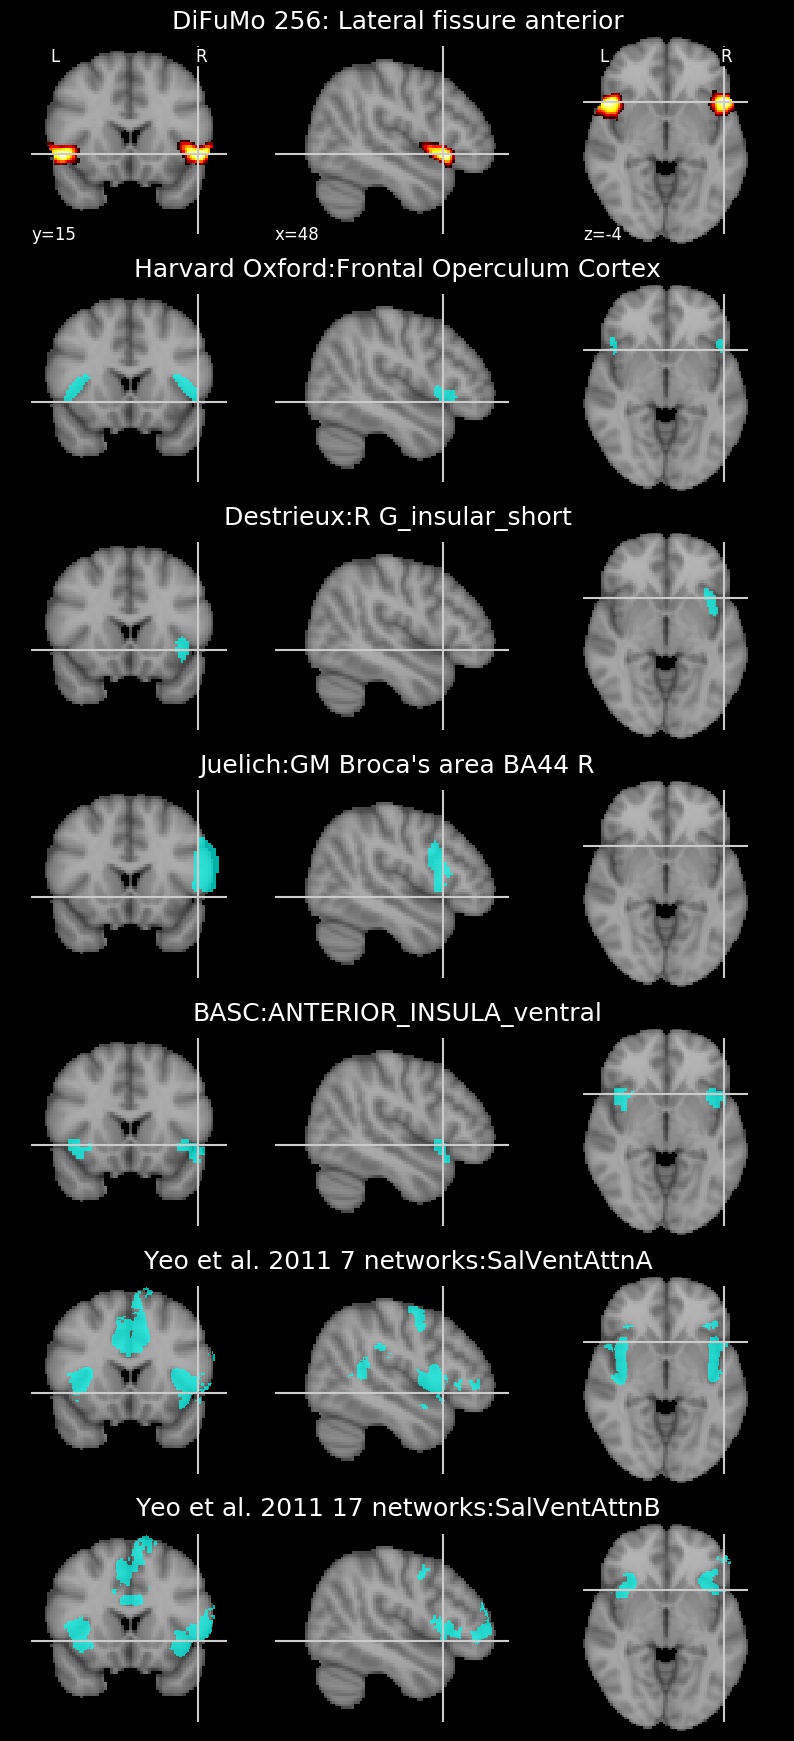 DiFuMo 256: Lateral fissure anterior
L R L R
y=15 x=48 z=-4
Harvard Oxford:Frontal Operculum Cortex
Destrieux:R G_insular_short
Juelich:GM Broca's area BA44 R
BASC:ANTERIOR_INSULA_ventral
Yeo et al. 2011 7 networks:SalVentAttnA
Yeo et al. 2011 17 networks:SalVentAttnB